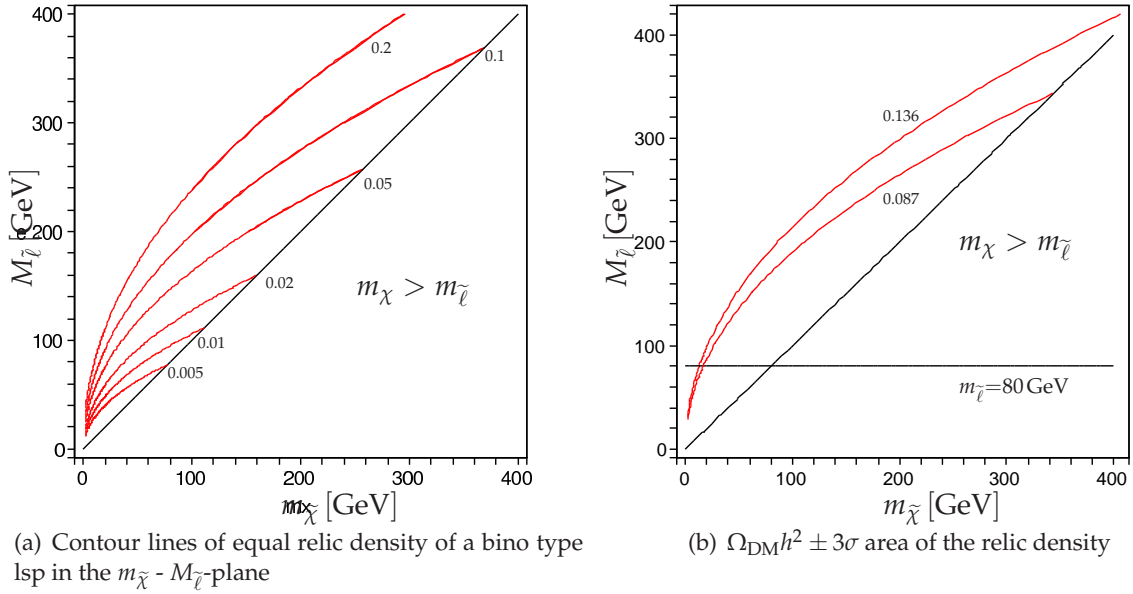 400
300
200
100
0
M_ℓ̃ [GeV]
0.2
0.1
0.05
0.02
0.01
0.005
m_χ > m_ℓ̃
0 100 200 300 400
m_χ̃ [GeV]
(a) Contour lines of equal relic density of a bino type
lsp in the m_χ̃ - M_ℓ̃-plane
400
300
200
100
0
M_ℓ̃ [GeV]
0.136
0.087
m_χ > m_ℓ̃
m_ℓ̃=80 GeV
0 100 200 300 400
m_χ̃ [GeV]
(b) Ω_DM h² ± 3σ area of the relic density